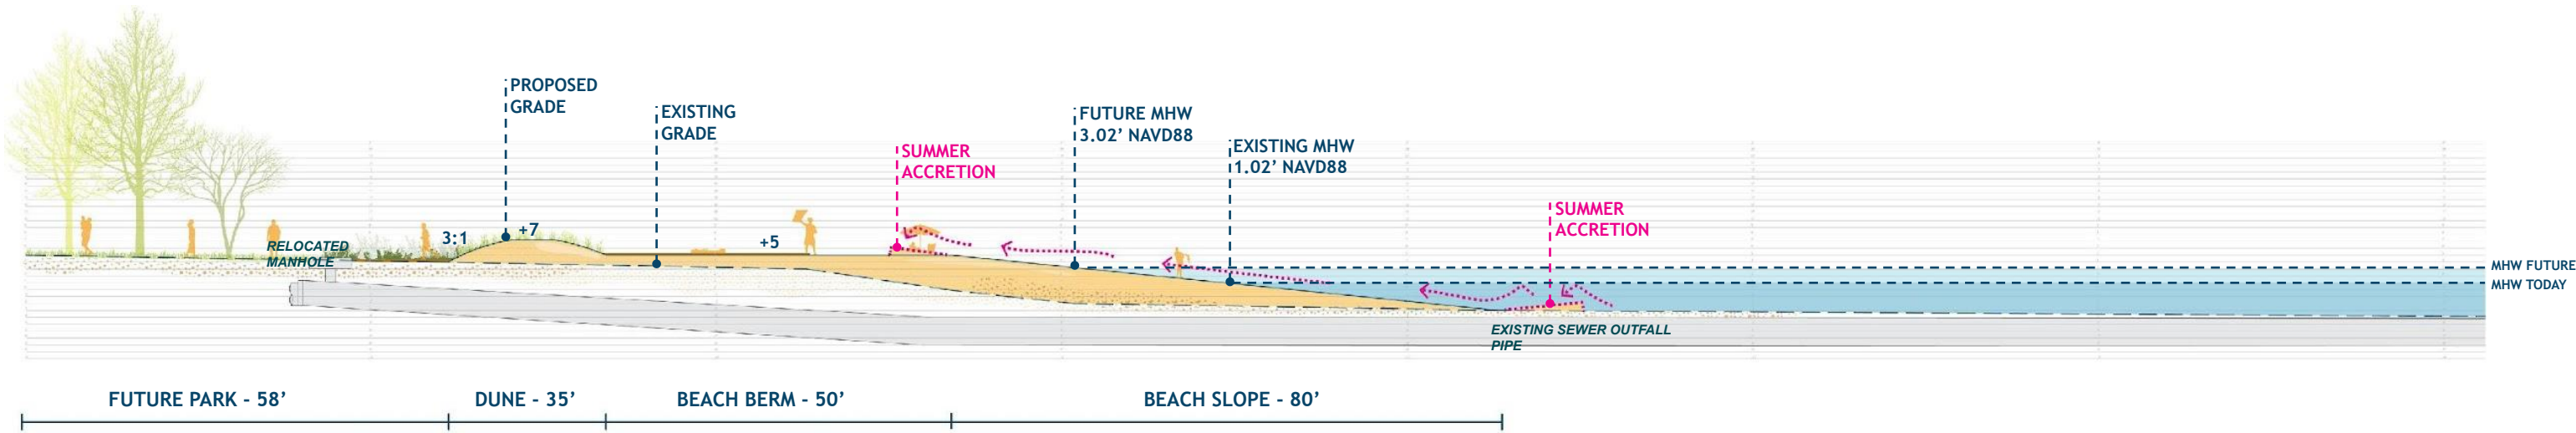 PROPOSED
GRADE
EXISTING
GRADE
SUMMER
ACCRETION
FUTURE MHW
3.02’ NAVD88
EXISTING MHW
1.02’ NAVD88
SUMMER
ACCRETION
RELOCATED
MANHOLE
3:1
+7
+5
MHW FUTURE
MHW TODAY
EXISTING SEWER OUTFALL
PIPE
FUTURE PARK - 58’
DUNE - 35’
BEACH BERM - 50’
BEACH SLOPE - 80’